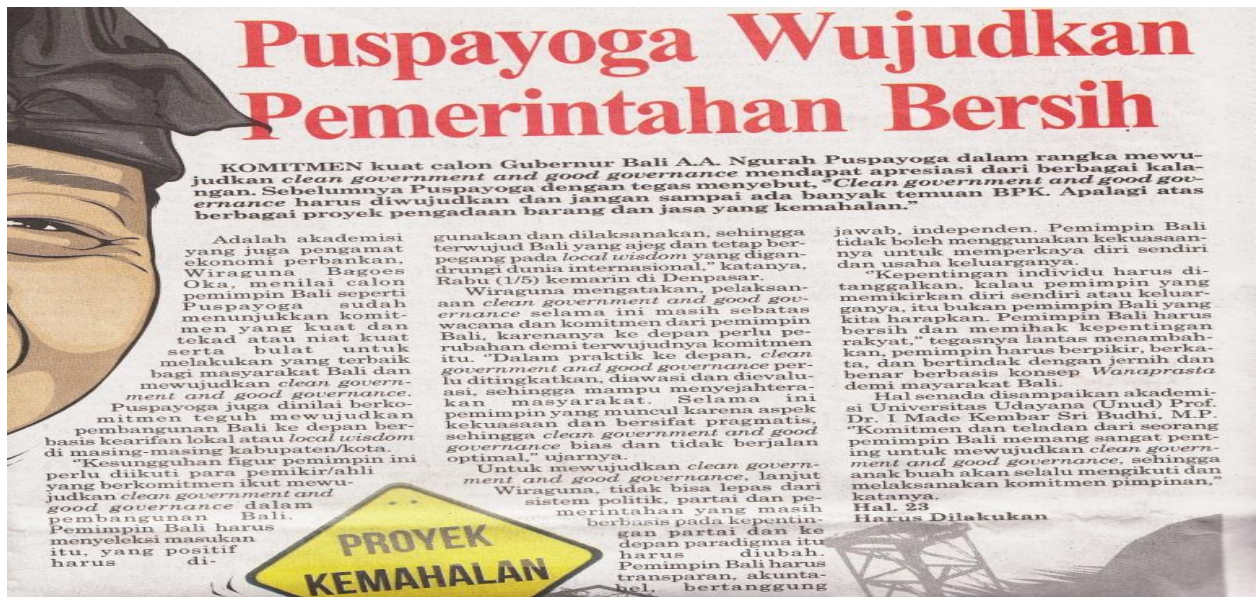 Puspayoga Wujudkan
Pemerintahan Bersih
KOMITMEN kuat calon Gubernur Bali A.A. Ngurah Puspayoga dalam rangka mewu-
judkan clean government and good governance mendapat apresiasi dari berbagai kala-
ngan. Sebelumnya Puspayoga dengan tegas menyebut, "Clean government and good gov-
ernance harus diwujudkan dan jangan sampai ada banyak temuan BPK. Apalagi atas
berbagai proyek pengadaan barang dan jasa yang kemahalan."
Adalah akademisi
yang juga pengamat
ekonomi perbankan,
Wiraguna Bagoes
Oka, menilai calon
pemimpin Bali seperti
Puspayoga sudah
menunjukkan komit-
men yang kuat dan
tekad atau niat kuat
serta bulat untuk
melakukan yang terbaik
bagi masyarakat Bali dan
mewujudkan clean govern-
ment and good governance.
Puspayoga juga dinilai berko-
mitmen teguh mewujudkan
pembangunan Bali ke depan ber-
basis kearifan lokal atau local wisdom
di masing-masing kabupaten/kota.
"Kesungguhan figur pemimpin ini
perlu diikuti para pemikir/ahli
yang berkomitmen ikut mewu-
judkan clean government and
good governance dalam
pembangunan Bali.
Pemimpin Bali harus
menyeleksi masukan
itu, yang positif
harus di-
gunakan dan dilaksanakan, sehingga
terwujud Bali yang ajeg dan tetap ber-
pegang pada local wisdom yang digan-
drungi dunia internasional," katanya,
Rabu (1/5) kemarin di Denpasar.
Wiraguna mengatakan, pelaksan-
aan clean government and good gov-
ernance selama ini masih sebatas
wacana dan komitmen dari pemimpin
Bali, karenanya ke depan perlu pe-
rubahan demi terwujudnya komitmen
itu. "Dalam praktik ke depan, clean
government and good governance per-
lu ditingkatkan, diawasi dan dievalu-
asi, sehingga mampu menyejahtera-
kan masyarakat. Selama ini
pemimpin yang muncul karena aspek
kekuasaan dan bersifat pragmatis,
sehingga clean government and good
governance bias dan tidak berjalan
optimal," ujarnya.
Untuk mewujudkan clean govern-
ment and good governance, lanjut
Wiraguna, tidak bisa lepas dari
sistem politik, partai dan pe-
merintahan yang masih
berbasis pada kepentin-
gan partai dan ke
depan paradigma itu
harus diubah.
Pemimpin Bali harus
transparan, akunta-
bel, bertanggung
jawab, independen. Pemimpin Bali
tidak boleh menggunakan kekuasaan-
nya untuk memperkaya diri sendiri
dan usaha keluarganya.
"Kepentingan individu harus di-
tanggalkan, kalau pemimpin yang
memikirkan diri sendiri atau keluar-
ganya, itu bukan pemimpin Bali yang
kita harapkan. Pemimpin Bali harus
bersih dan memihak kepentingan
rakyat," tegasnya lantas menambah-
kan, pemimpin harus berpikir, berka-
ta, dan bertindak dengan jernih dan
benar berbasis konsep Wanaprasta
demi mayarakat Bali.
Hal senada disampaikan akademi-
si Universitas Udayana (Unud) Prof.
Dr. I Made Kembar Sri Budhi, M.P.
"Komitmen dan teladan dari seorang
pemimpin Bali memang sangat pent-
ing untuk mewujudkan clean govern-
ment and good governance, sehingga
anak buah akan selalu mengikuti dan
melaksanakan komitmen pimpinan,"
katanya.
Hal. 23
Harus Dilakukan
PROYEK
KEMAHALAN